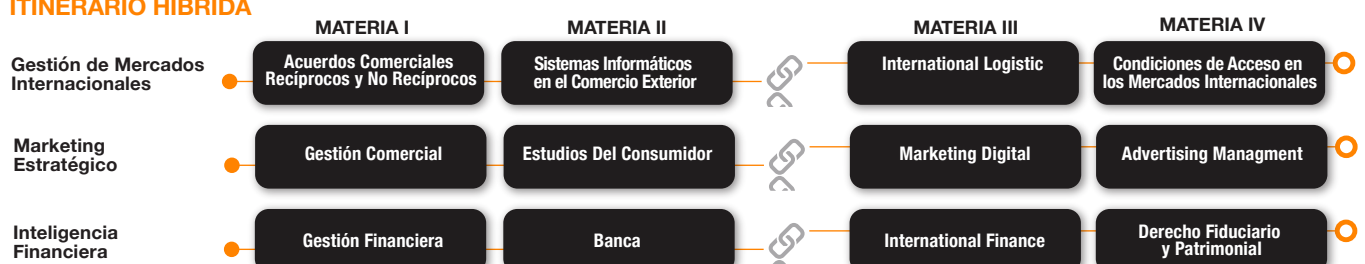 ITINERARIO HÍBRIDA
MATERIA I
MATERIA II
MATERIA III
MATERIA IV
Gestión de Mercados
Internacionales
Acuerdos Comerciales
Recíprocos y No Recíprocos
Sistemas Informáticos
en el Comercio Exterior
International Logistic
Condiciones de Acceso en
los Mercados Internacionales
Marketing
Estratégico
Gestión Comercial
Estudios Del Consumidor
Marketing Digital
Advertising Managment
Inteligencia
Financiera
Gestión Financiera
Banca
International Finance
Derecho Fiduciario
y Patrimonial